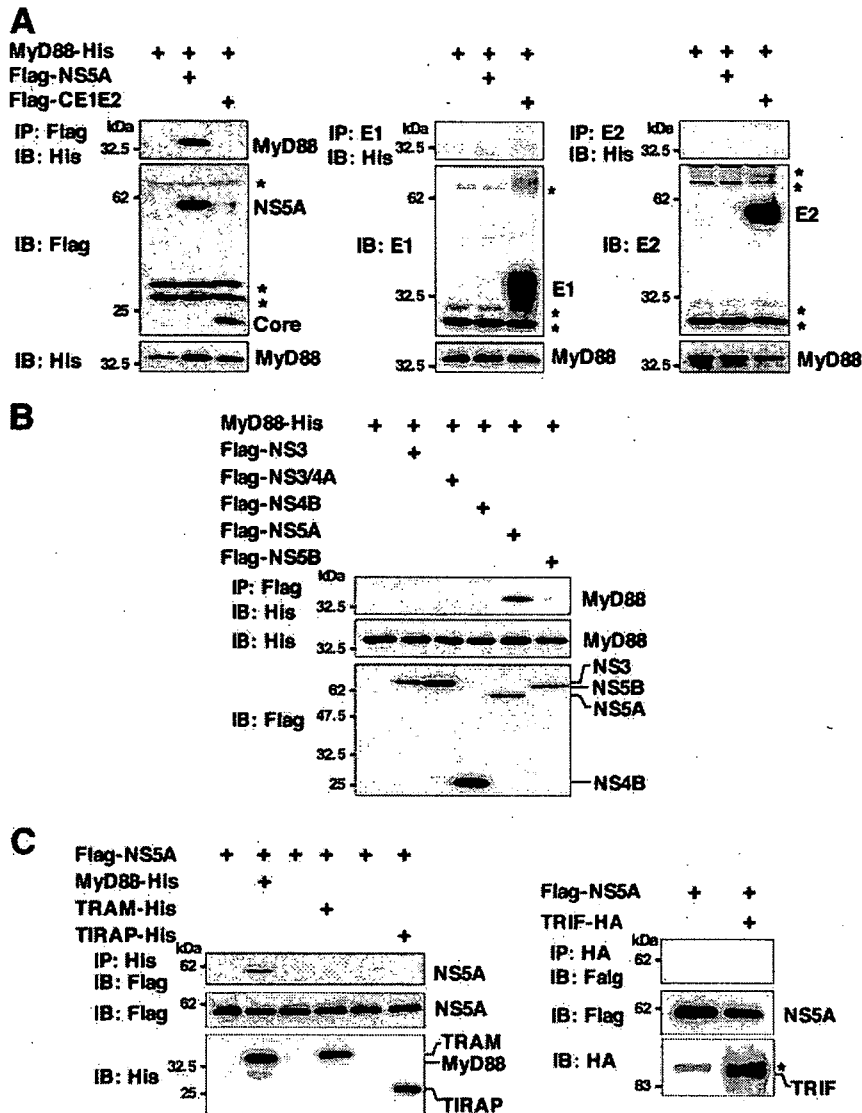 A
MyD88-His + + + + + + + + +
Flag-NS5A + + +
Flag-CE1E2 + + +
IP: Flag kDa IP: E1 kDa IP: E2 kDa
IB: His 32.5 MyD88 IB: His 32.5 IB: His 32.5
* * *
*
62 NS5A 62 62 E2
IB: Flag IB: E1 IB: E2
* 32.5 E1 32.5
* * *
25 Core * *
IB: His 32.5 MyD88 32.5 MyD88 32.5 MyD88
B
MyD88-His + + + + + +
Flag-NS3 +
Flag-NS3/4A +
Flag-NS4B +
Flag-NS5A +
Flag-NS5B +
IP: Flag kDa
IB: His 32.5 MyD88
IB: His 32.5 MyD88
NS3
62 NS5B
NS5A
IB: Flag 47.5
32.5
25 NS4B
C
Flag-NS5A + + + + + +
MyD88-His + Flag-NS5A + +
TRAM-His + TRIF-HA +
TIRAP-His +
IP: His kDa IP: HA kDa
IB: Flag 62 NS5A IB: Falg 62
IB: Flag 62 NS5A IB: Flag 62 NS5A
TRAM
IB: His 32.5 MyD88 IB: HA *
25 TIRAP 83 TRIF